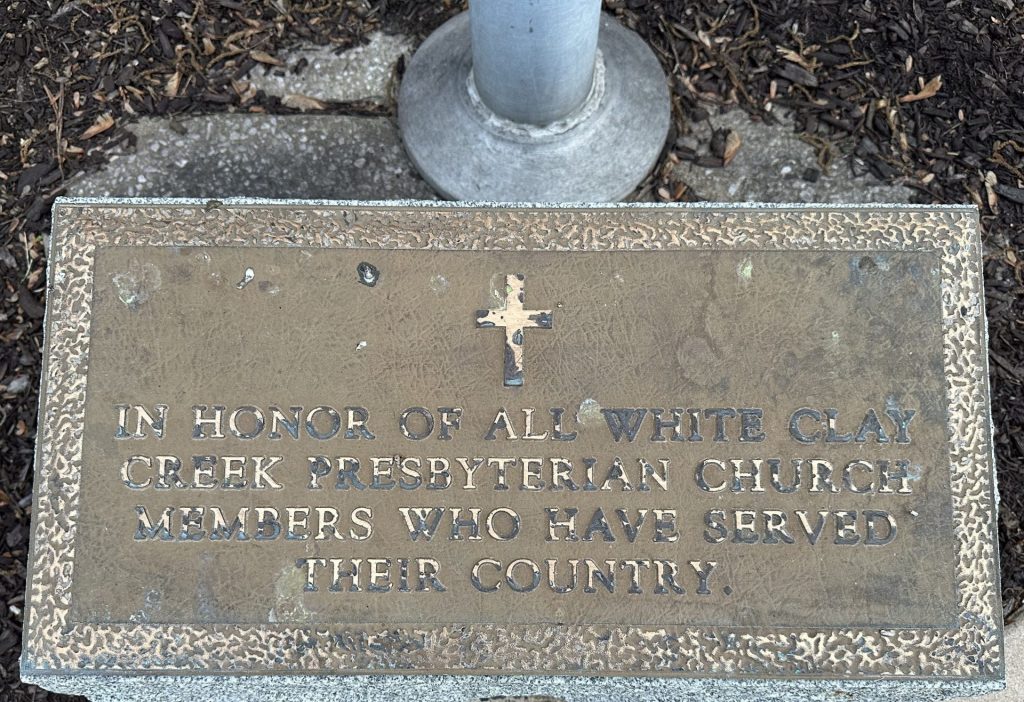 IN HONOR OF ALL WHITE CLAY
CREEK PRESBYTERIAN CHURCH
MEMBERS WHO HAVE SERVED
THEIR COUNTRY.